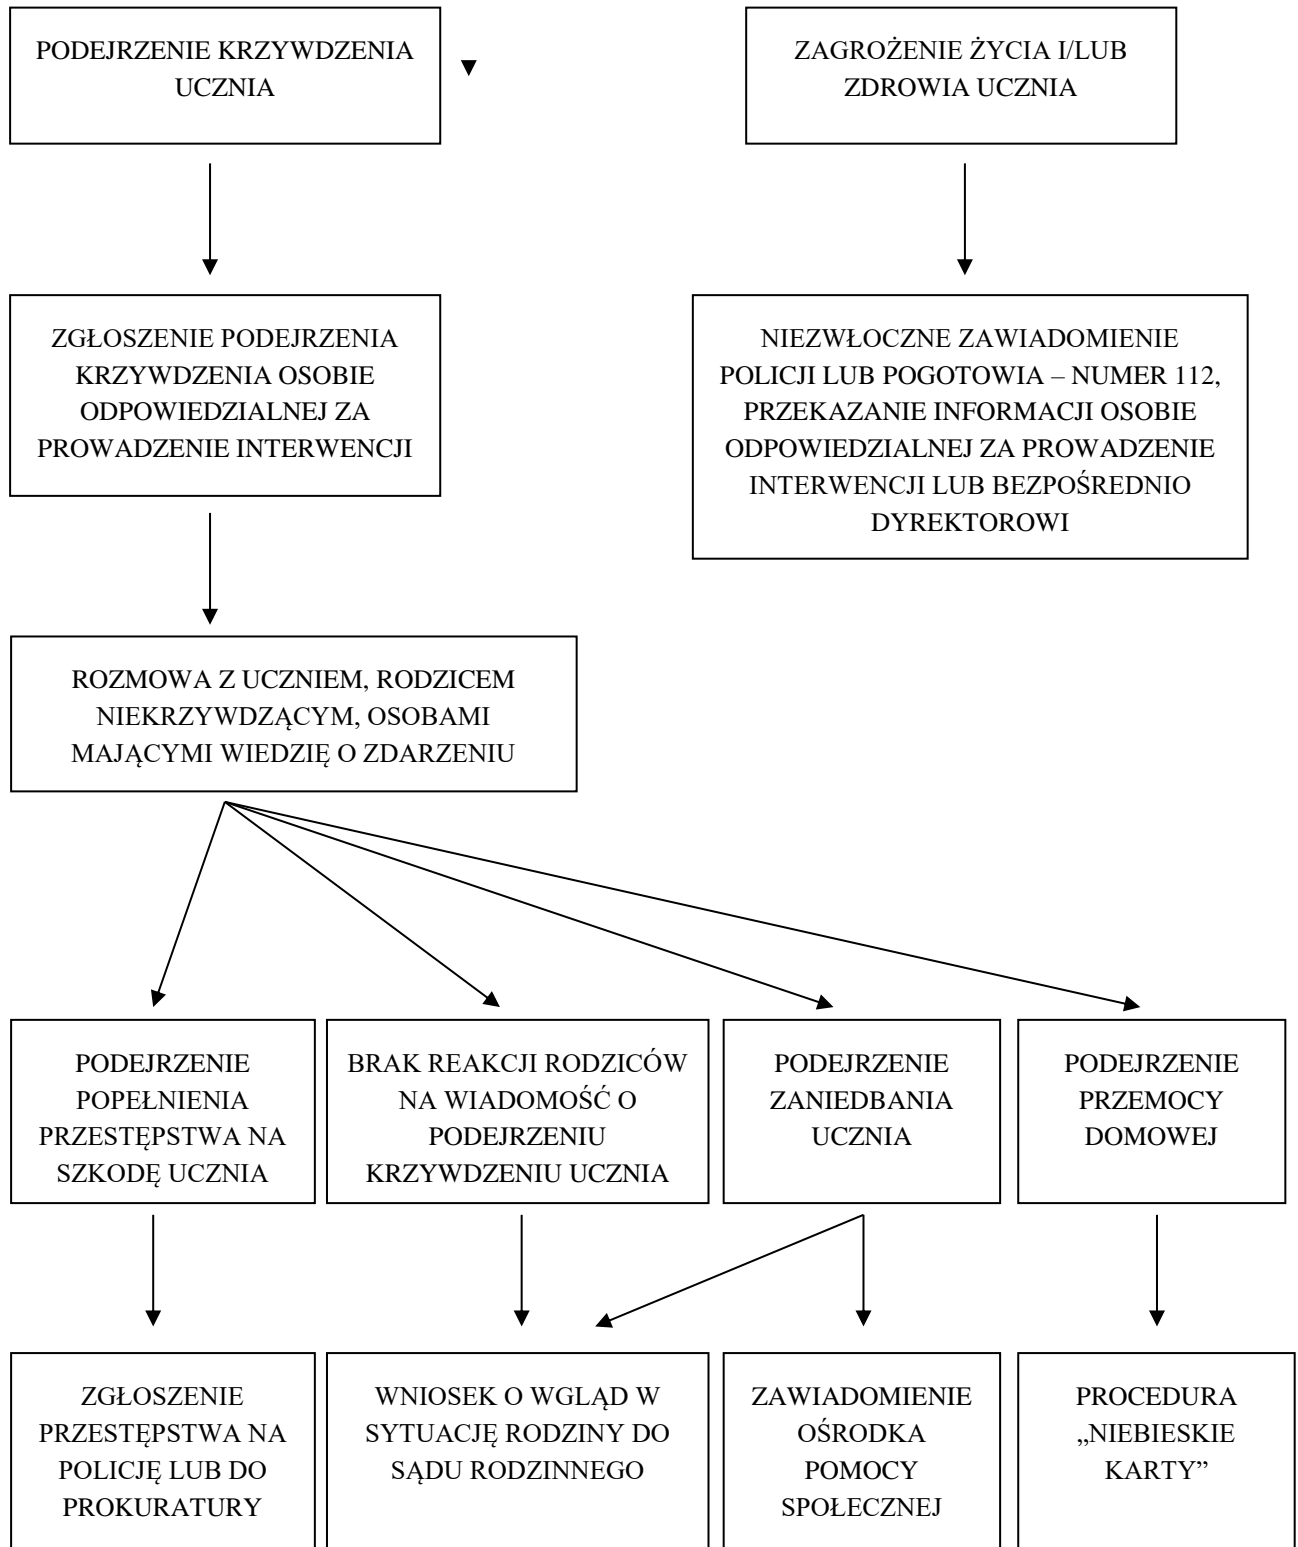 PODEJRZENIE KRZYWDZENIA
UCZNIA
ZAGROŻENIE ŻYCIA I/LUB
ZDROWIA UCZNIA
ZGŁOSZENIE PODEJRZENIA
KRZYWDZENIA OSOBIE
ODPOWIEDZIALNEJ ZA
PROWADZENIE INTERWENCJI
NIEZWŁOCZNE ZAWIADOMIENIE
POLICJI LUB POGOTOWIA – NUMER 112,
PRZEKAZANIE INFORMACJI OSOBIE
ODPOWIEDZIALNEJ ZA PROWADZENIE
INTERWENCJI LUB BEZPOŚREDNIO
DYREKTOROWI
ROZMOWA Z UCZNIEM, RODZICEM
NIEKRZYWDZĄCYM, OSOBAMI
MAJĄCYMI WIEDZIĘ O ZDARZENIU
PODEJRZENIE
POPEŁNIENIA
PRZESTĘPSTWA NA
SZKODĘ UCZNIA
BRAK REAKCJI RODZICÓW
NA WIADOMOŚĆ O
PODEJRZENIU
KRZYWDZENIU UCZNIA
PODEJRZENIE
ZANIEDBANIA
UCZNIA
PODEJRZENIE
PRZEMOCY
DOMOWEJ
ZGŁOSZENIE
PRZESTĘPSTWA NA
POLICJĘ LUB DO
PROKURATURY
WNIOSEK O WGLĄD W
SYTUACJĘ RODZINY DO
SĄDU RODZINNEGO
ZAWIADOMIENIE
OŚRODKA
POMOCY
SPOŁECZNEJ
PROCEDURA
„NIEBIESKIE
KARTY”